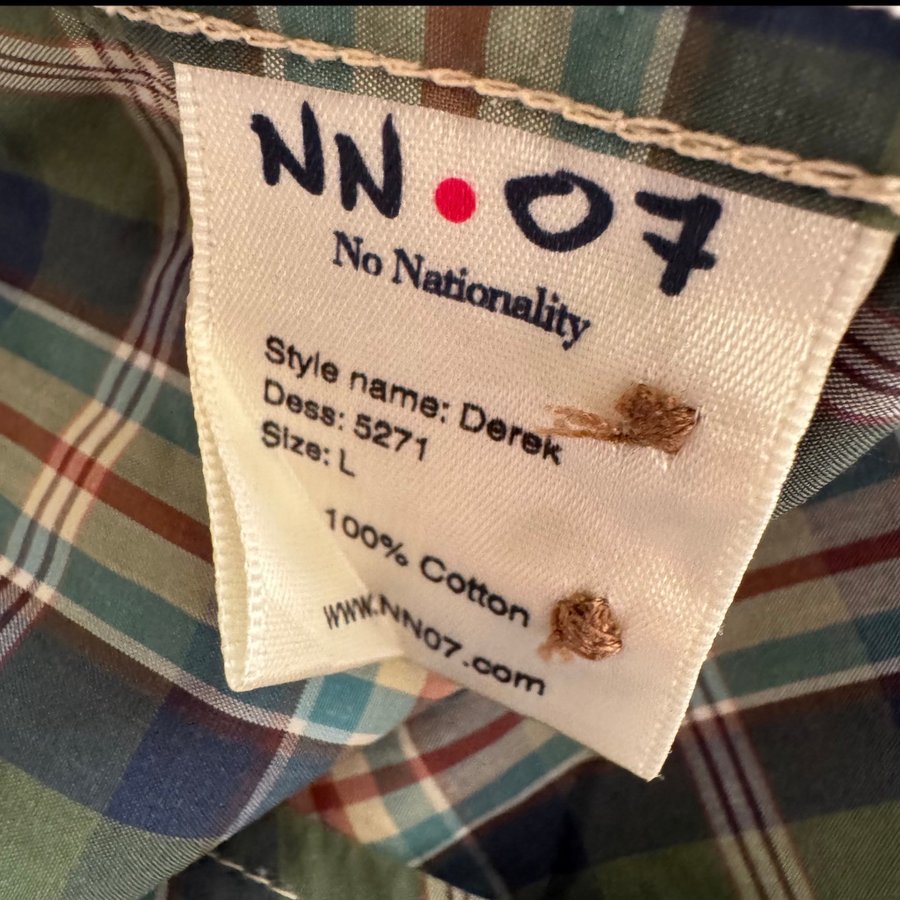 NN•07
No Nationality
Style name: Derek
Dess: 5271
Size: L
100% Cotton
www.NN07.com